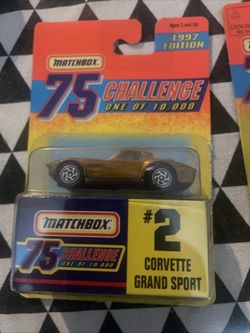 Ages 3 and Up
MATCHBOX
1997
EDITION
75 CHALLENGE
ONE OF 10,000
MATCHBOX
75 CHALLENGE
ONE OF 10,000
#2
CORVETTE
GRAND SPORT